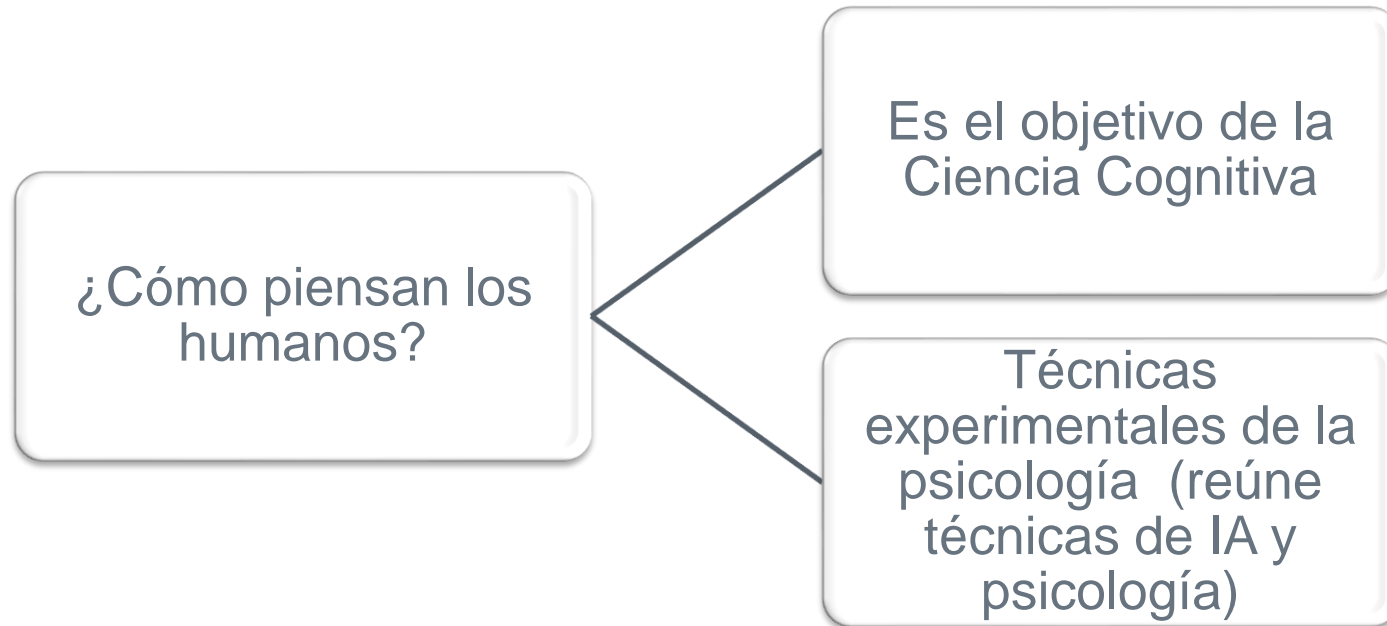 ¿Cómo piensan los
humanos?
Es el objetivo de la
Ciencia Cognitiva
Técnicas
experimentales de la
psicología (reúne
técnicas de IA y
psicología)